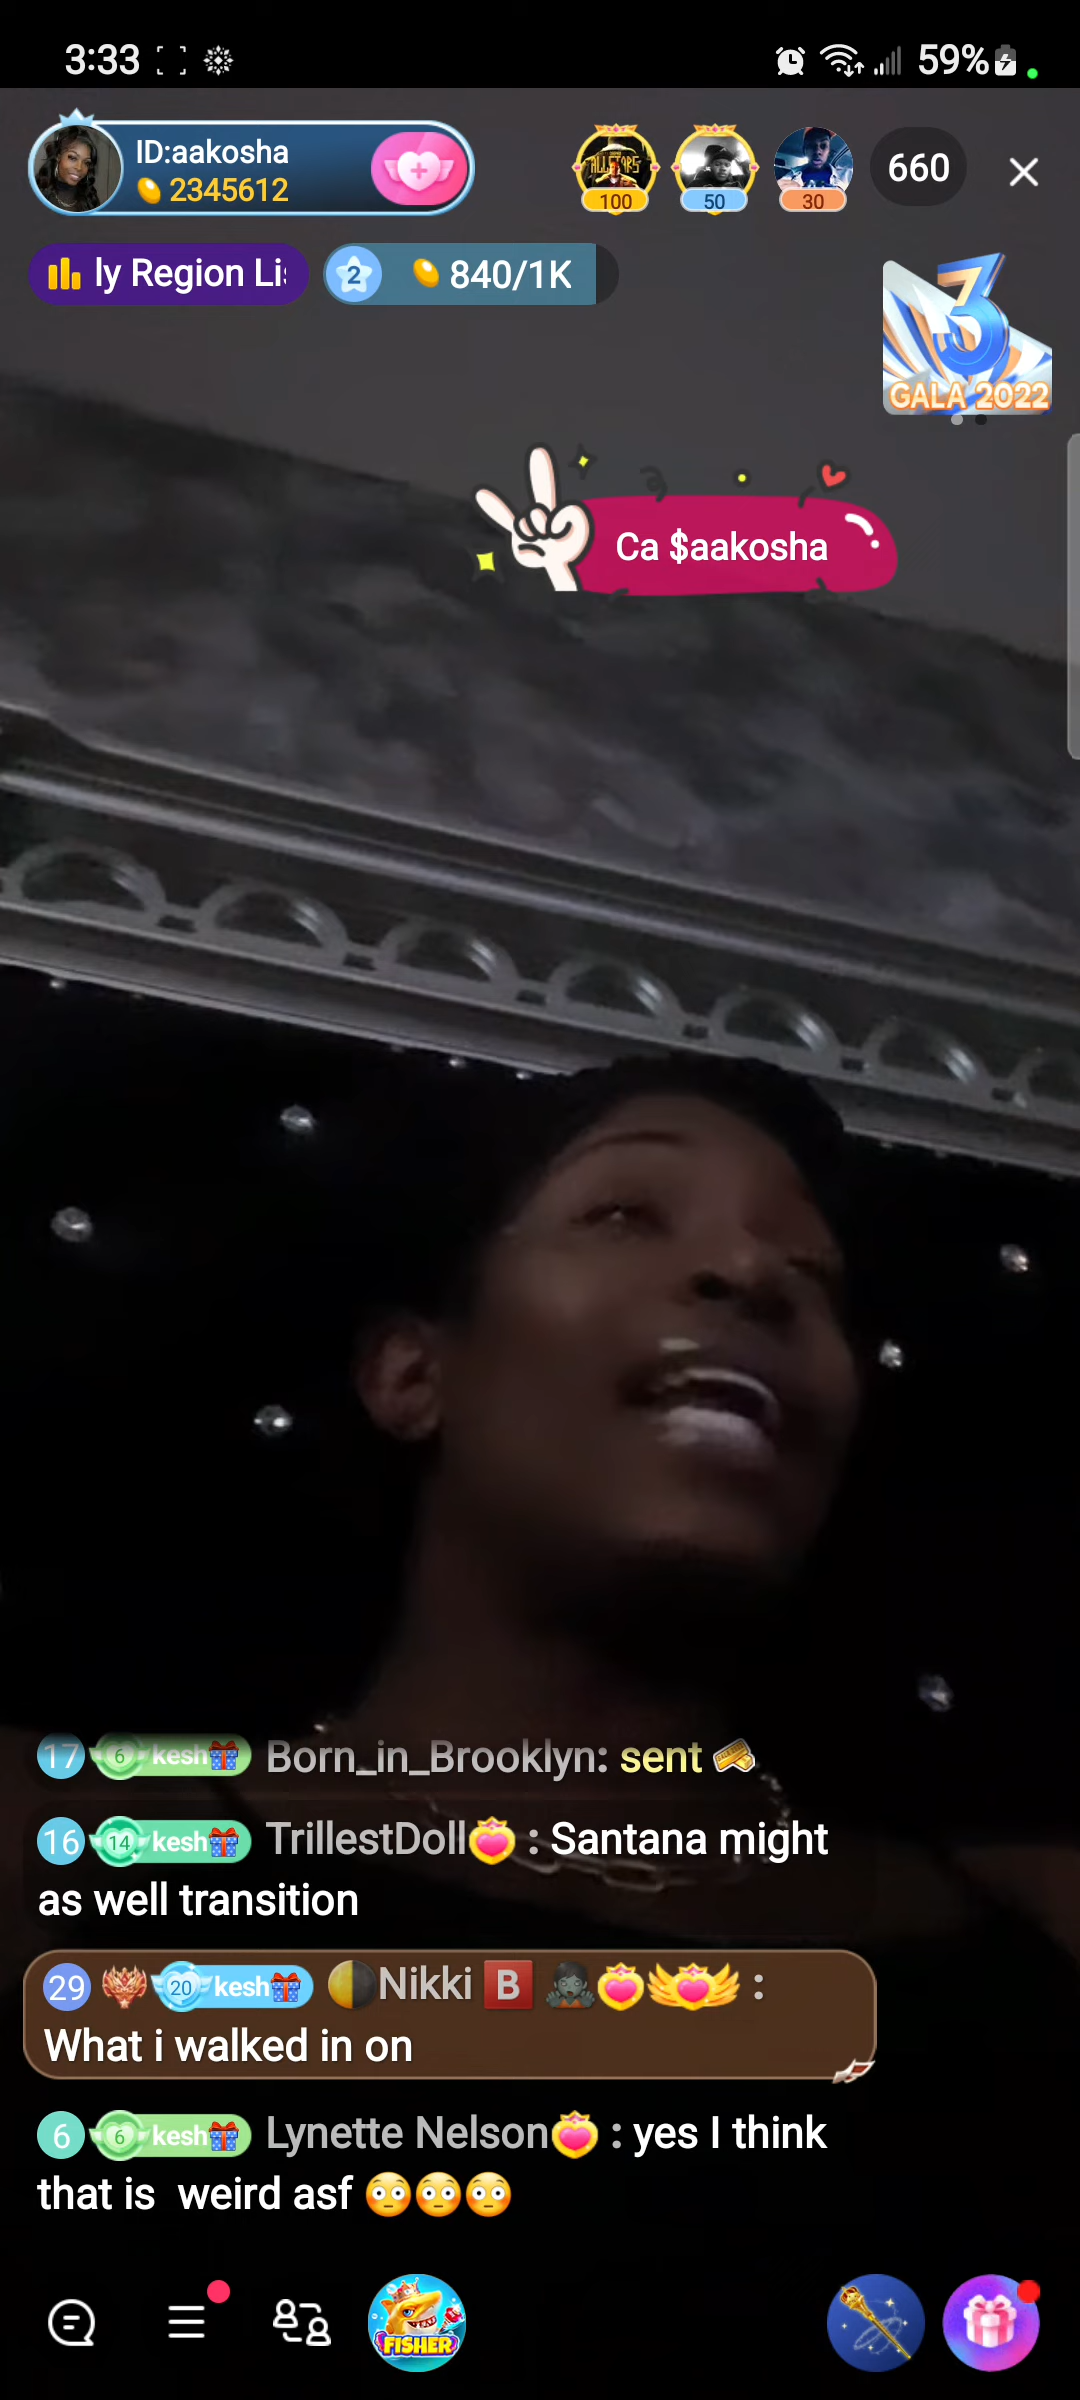 3:33
59%
ID:aakosha
2345612
100
50
30
660
ly Region Lis
2
840/1K
3
GALA 2022
Ca $aakosha
17 6 kesh Born_in_Brooklyn: sent
16 14 kesh TrillestDoll : Santana might
as well transition
29 20 kesh Nikki B :
What i walked in on
6 6 kesh Lynette Nelson : yes I think
that is weird asf 😳😳😳
FISHER